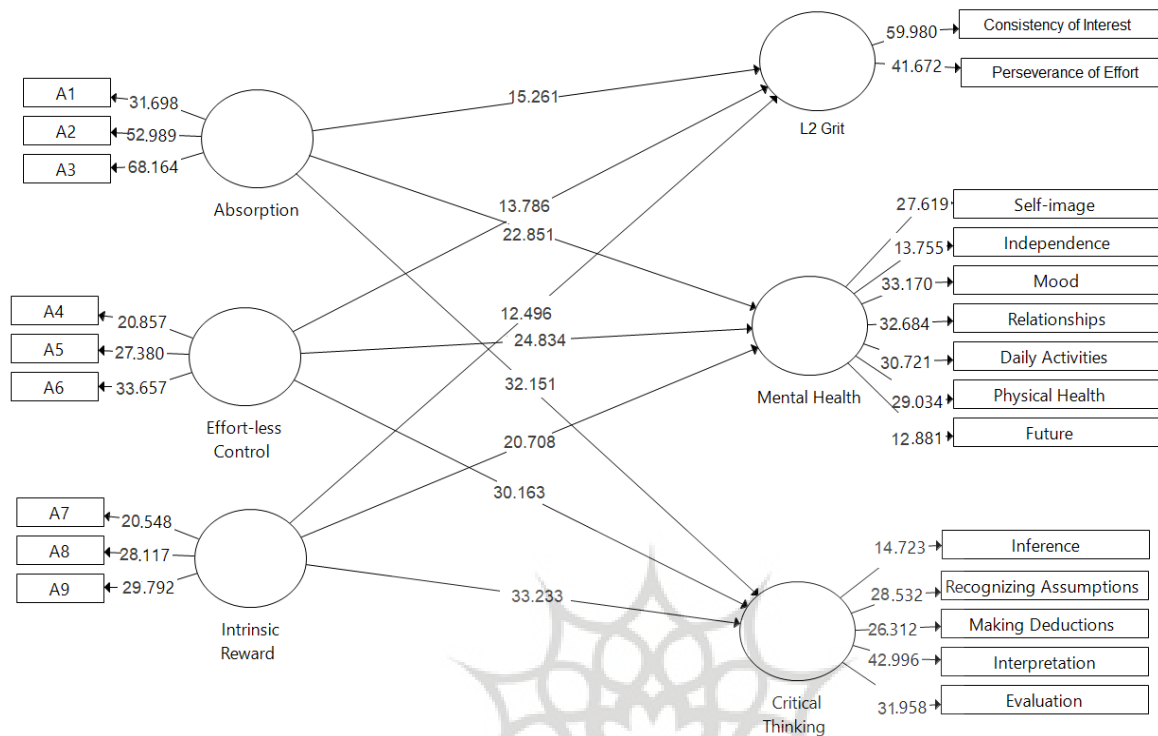 A1
A2
A3
31.698
52.989
68.164
Absorption
A4
A5
A6
20.857
27.380
33.657
Effort-less
Control
A7
A8
A9
20.548
28.117
29.792
Intrinsic
Reward
15.261
13.786
22.851
12.496
24.834
32.151
20.708
30.163
33.233
L2 Grit
59.980
41.672
Consistency of Interest
Perseverance of Effort
Mental Health
27.619
13.755
33.170
32.684
30.721
29.034
12.881
Self-image
Independence
Mood
Relationships
Daily Activities
Physical Health
Future
Critical
Thinking
14.723
28.532
26.312
42.996
31.958
Inference
Recognizing Assumptions
Making Deductions
Interpretation
Evaluation